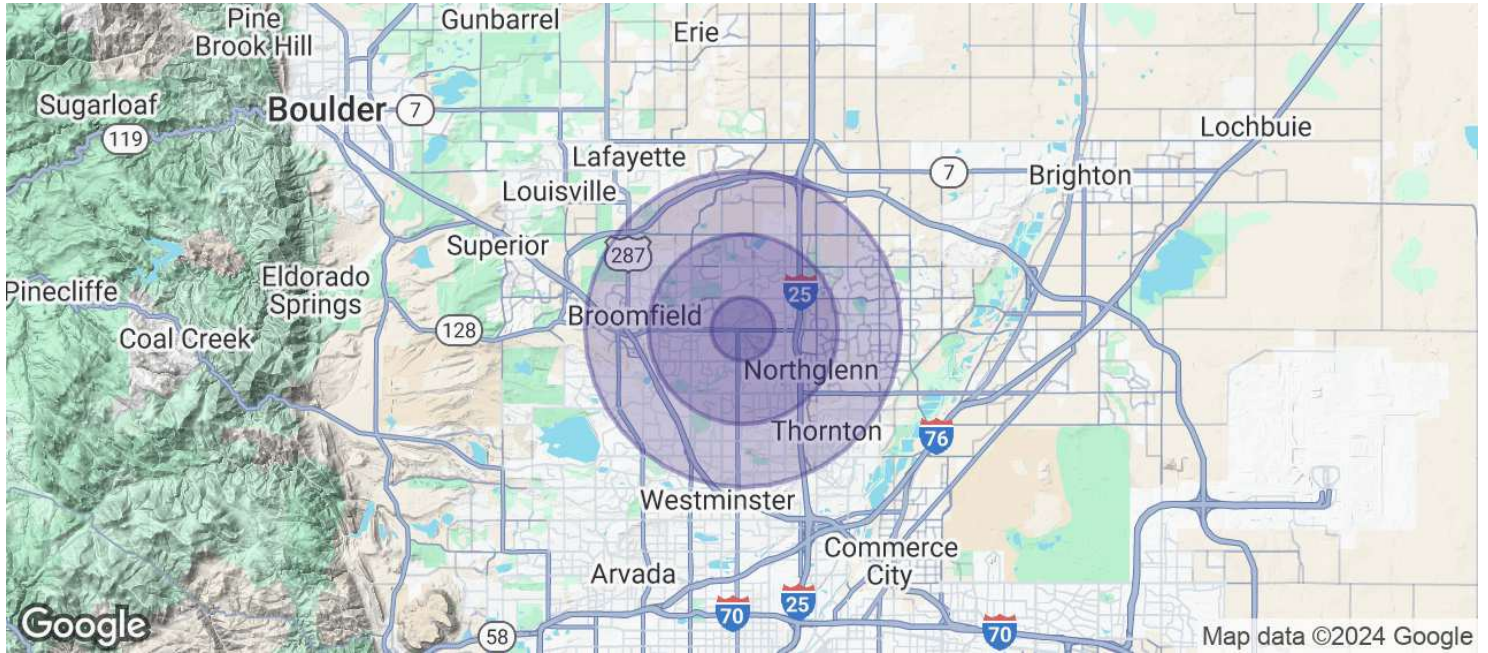 Pine
Brook Hill
Gunbarrel
Erie
Sugarloaf
Boulder
7
119
Lochbuie
Lafayette
7
Brighton
Louisville
Superior
287
Eldorado
Springs
25
Pinecliffe
Broomfield
128
Coal Creek
Northglenn
Thornton
76
Westminster
Commerce
City
Arvada
25
70
58
70
Google
Map data ©2024 Google